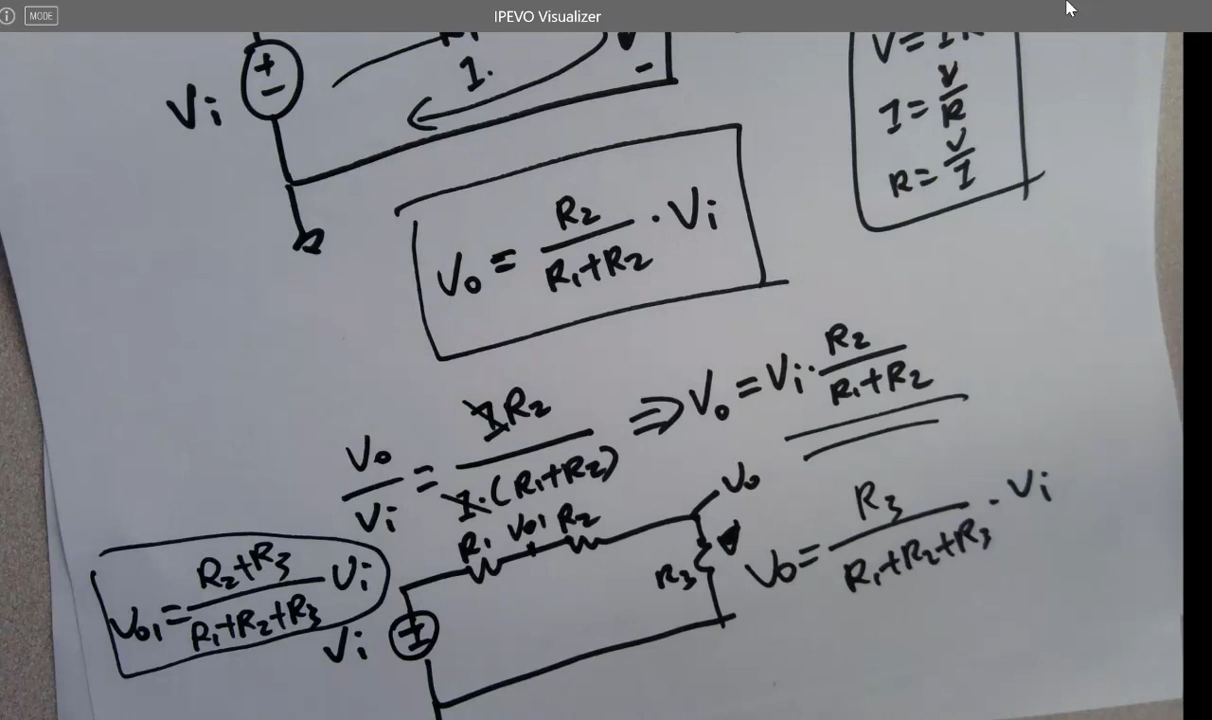 MODE
IPEVO Visualizer
V = IR
I = V/R
R = V/I
+
-
Vi
1.
-
Vo = R2/(R1+R2) · Vi
Vo/Vi = IR2/(I·(R1+R2)) ⇒ Vo = Vi · R2/(R1+R2)
R1 Vo1 R2
Vo
R3
Vo = R3/(R1+R2+R3) · Vi
Vo1 = (R2+R3)/(R1+R2+R3) Vi
Vi